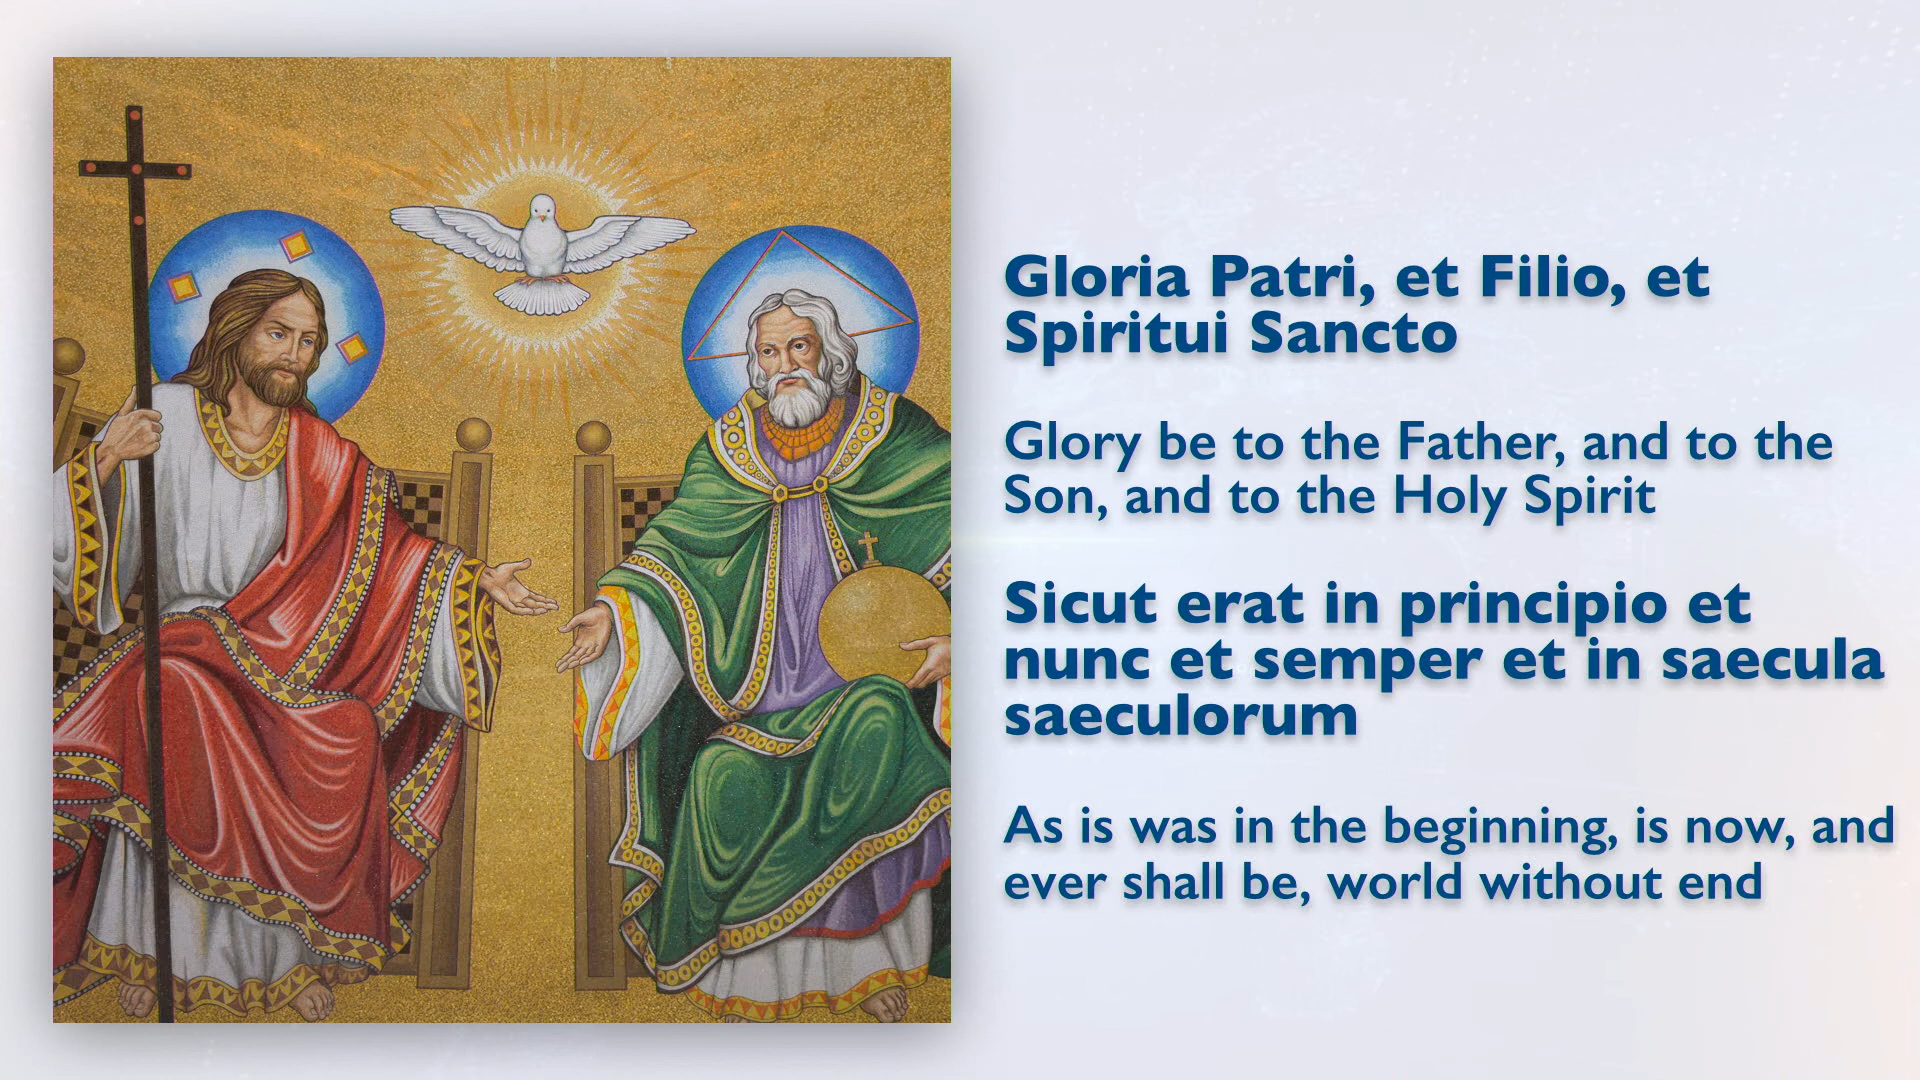 Gloria Patri, et Filio, et
Spiritui Sancto
Glory be to the Father, and to the
Son, and to the Holy Spirit
Sicut erat in principio et
nunc et semper et in saecula
saeculorum
As is was in the beginning, is now, and
ever shall be, world without end